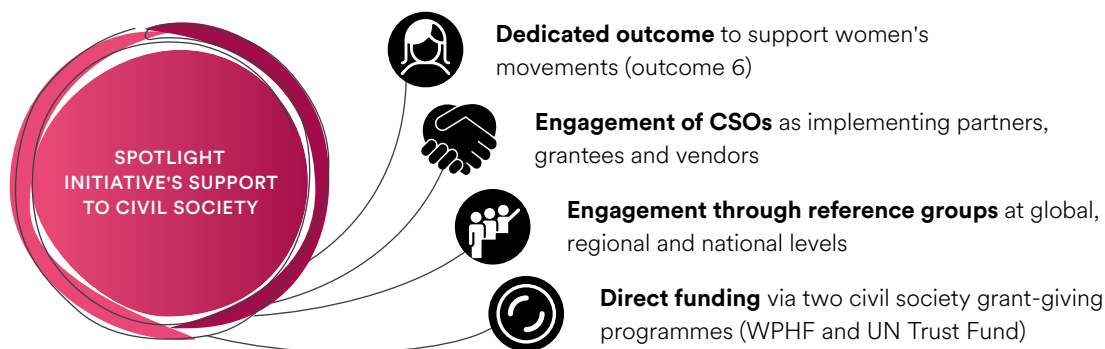 SPOTLIGHT
INITIATIVE'S SUPPORT
TO CIVIL SOCIETY
Dedicated outcome to support women's
movements (outcome 6)
Engagement of CSOs as implementing partners,
grantees and vendors
Engagement through reference groups at global,
regional and national levels
Direct funding via two civil society grant-giving
programmes (WPHF and UN Trust Fund)